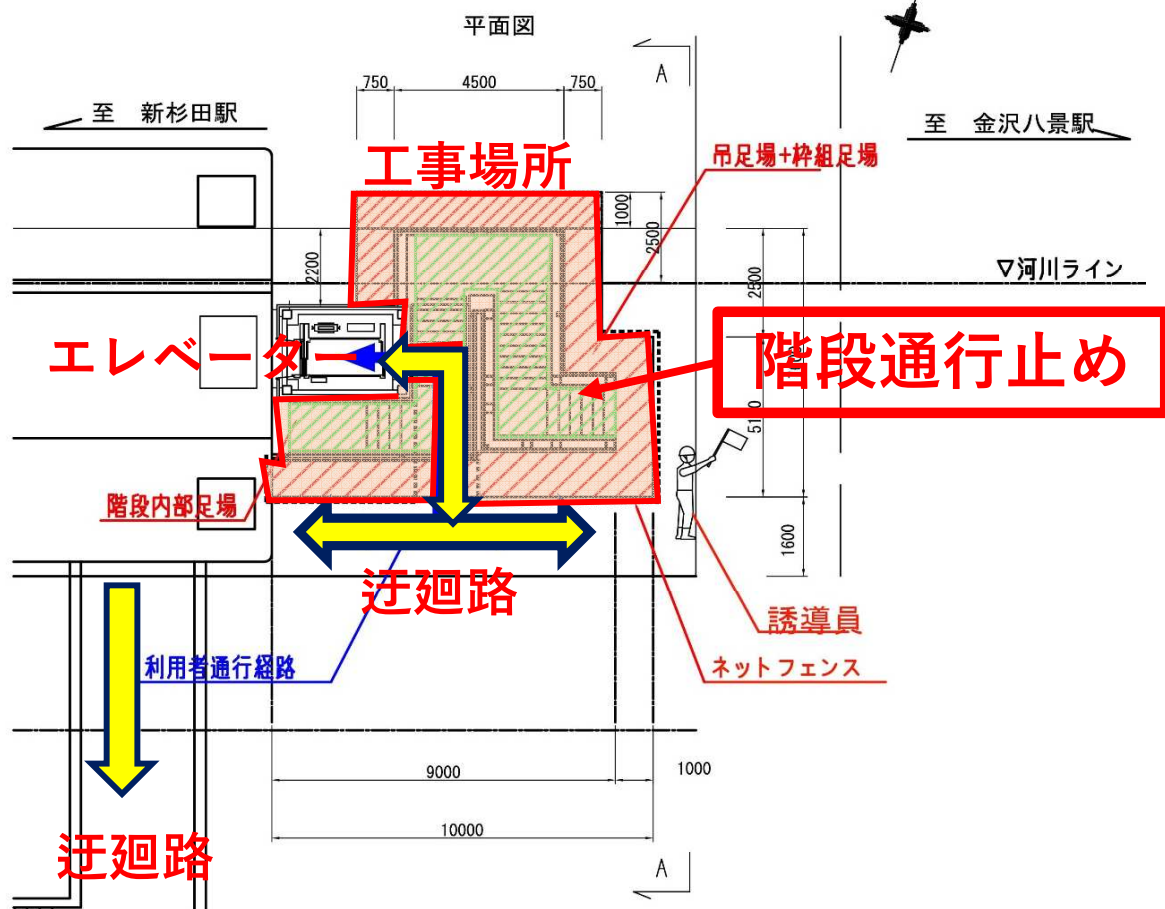 平面図
A
750
4500
750
至 新杉田駅
至 金沢八景駅
工事場所
吊足場+枠組足場
1000
2500
2200
2500
▽河川ライン
エレベーター
階段通行止め
階段内部足場
1600
迂廻路
誘導員
利用者通行経路
ネットフェンス
9000
1000
10000
迂廻路
A